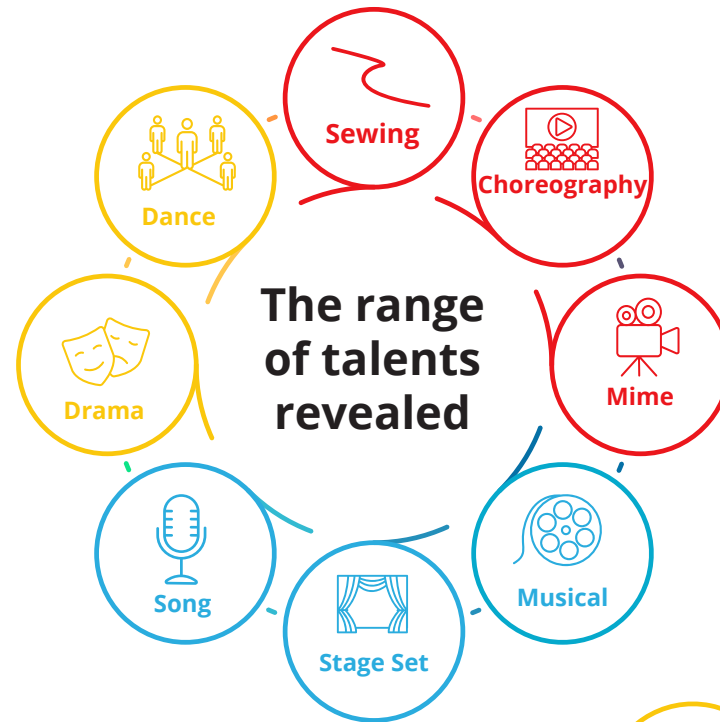 Sewing
Choreography
Dance
The range
of talents
revealed
Mime
Drama
Musical
Song
Stage Set